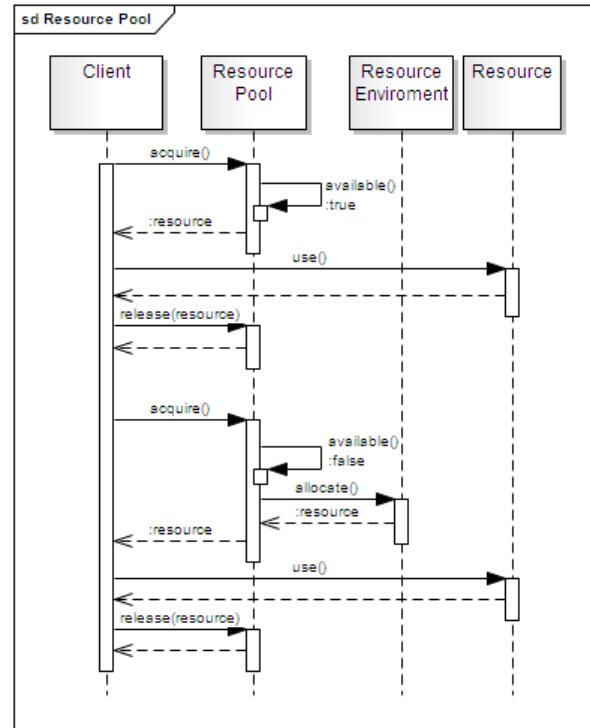 sd Resource Pool
Client
Resource
Pool
Resource
Enviroment
Resource
acquire()
available()
:true
:resource
use()
release(resource)
acquire()
available()
:false
allocate()
:resource
:resource
use()
release(resource)